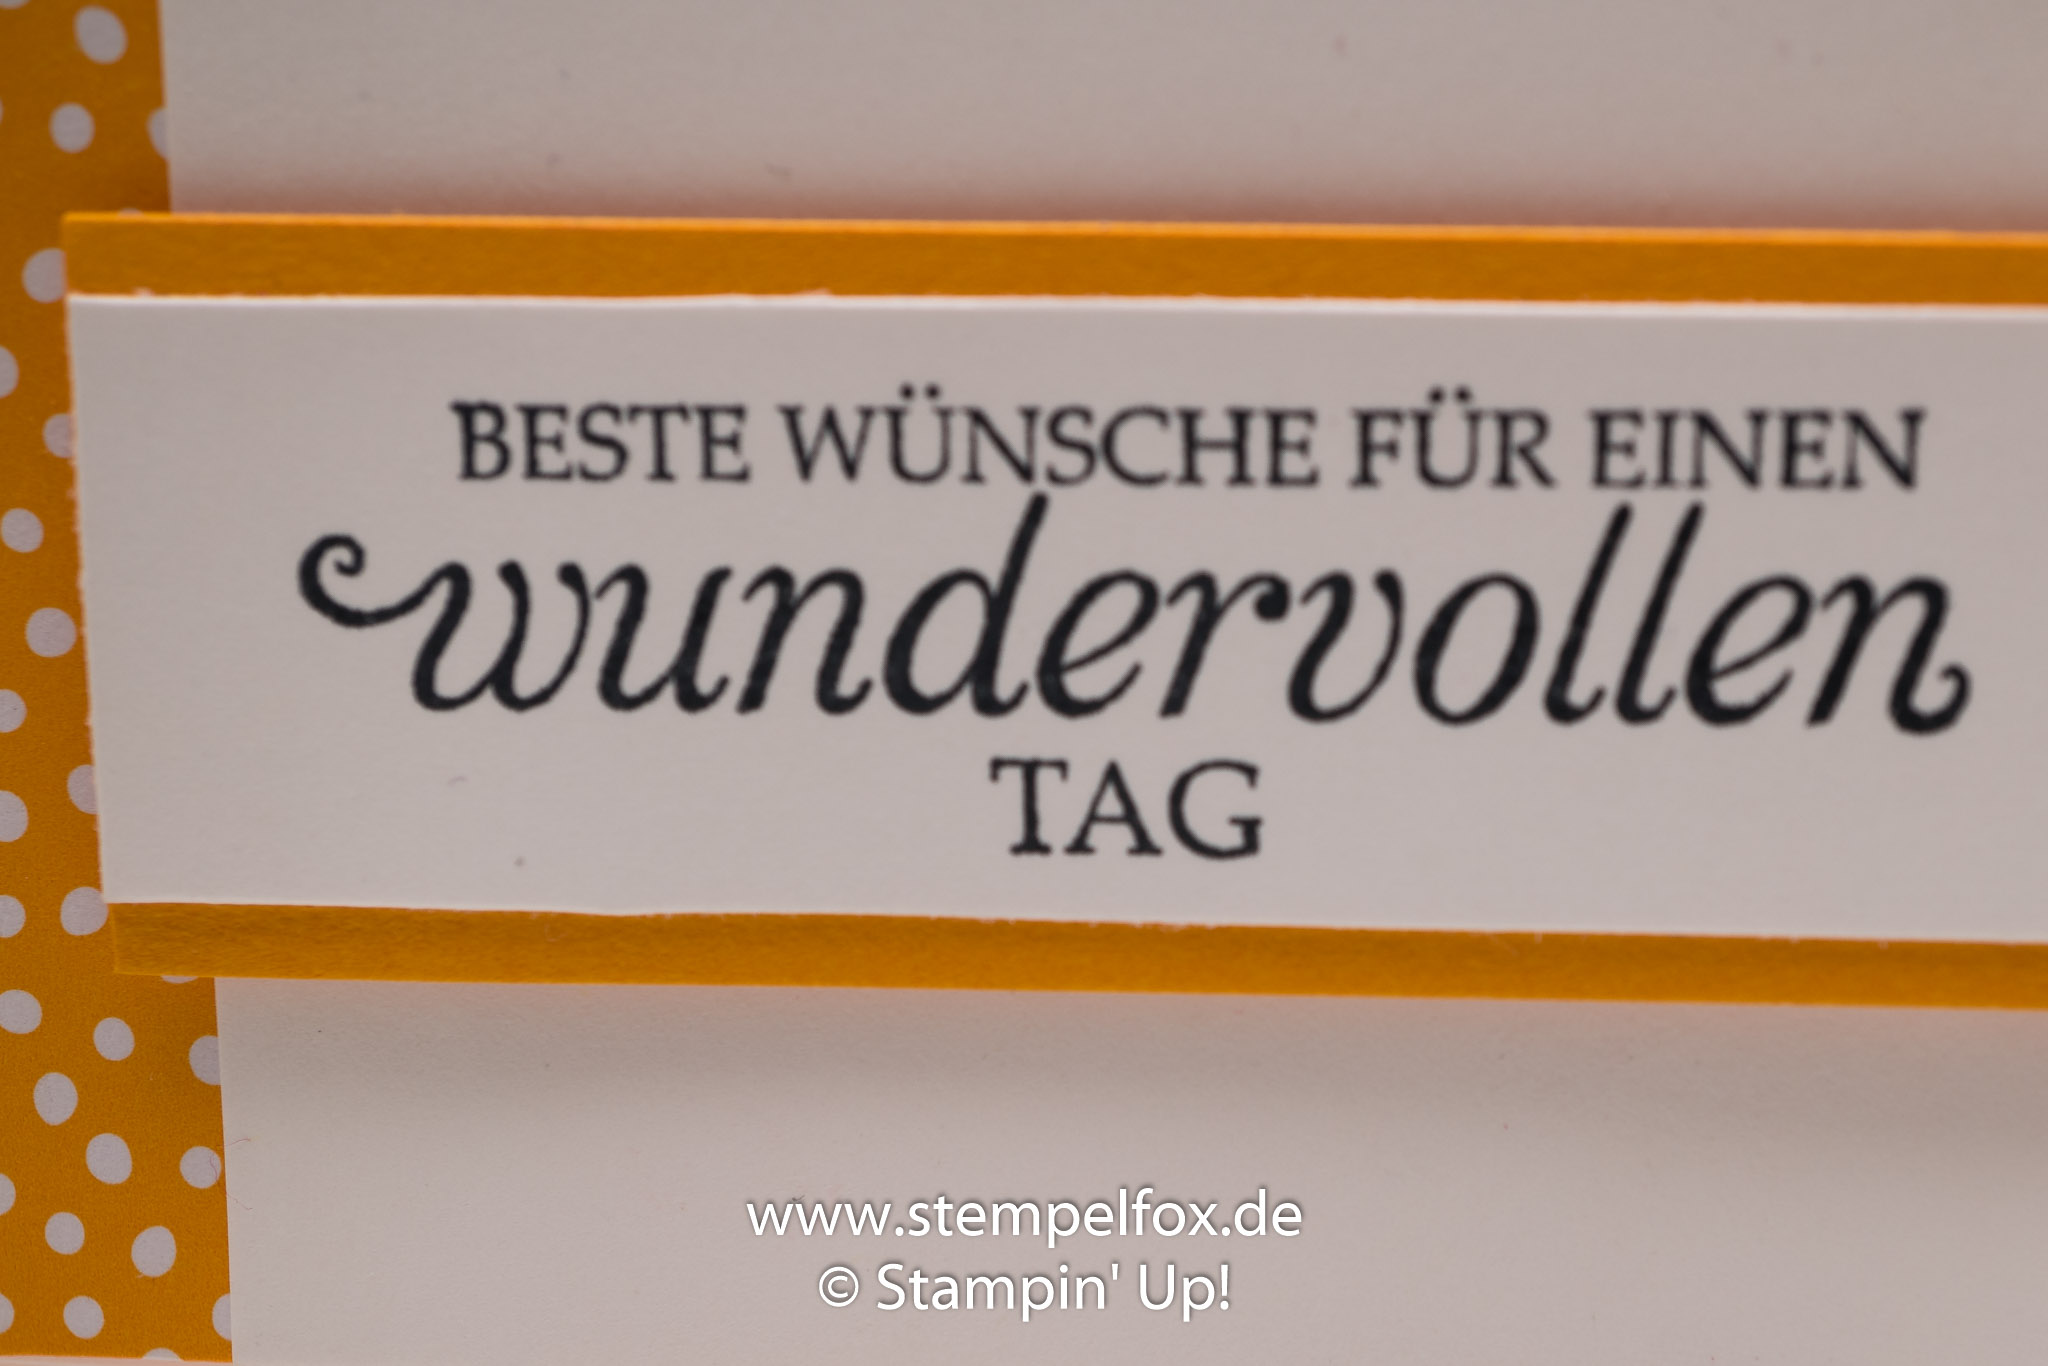 BESTE WÜNSCHE FÜR EINEN
wundervollen
TAG
www.stempelfox.de
© Stampin' Up!